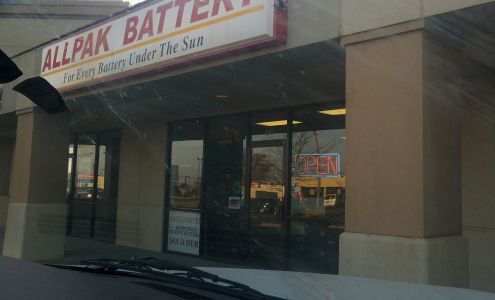 ALLPAK BATTERY
For Every Battery Under The Sun
OPEN
SOLD HERE